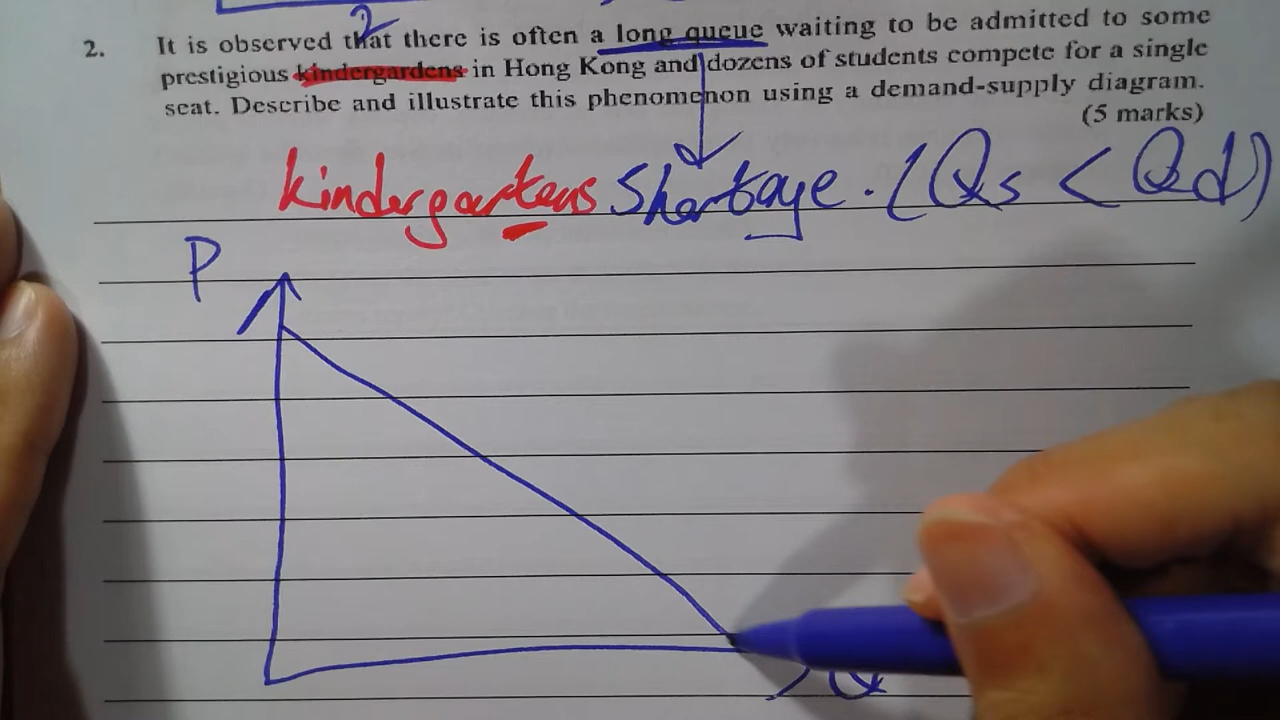 2
2. It is observed that there is often a long queue waiting to be admitted to some
prestigious kindergardens in Hong Kong and dozens of students compete for a single
seat. Describe and illustrate this phenomenon using a demand-supply diagram.
(5 marks)
kindergartens Shortage. (Qs < Qd)
P
Q